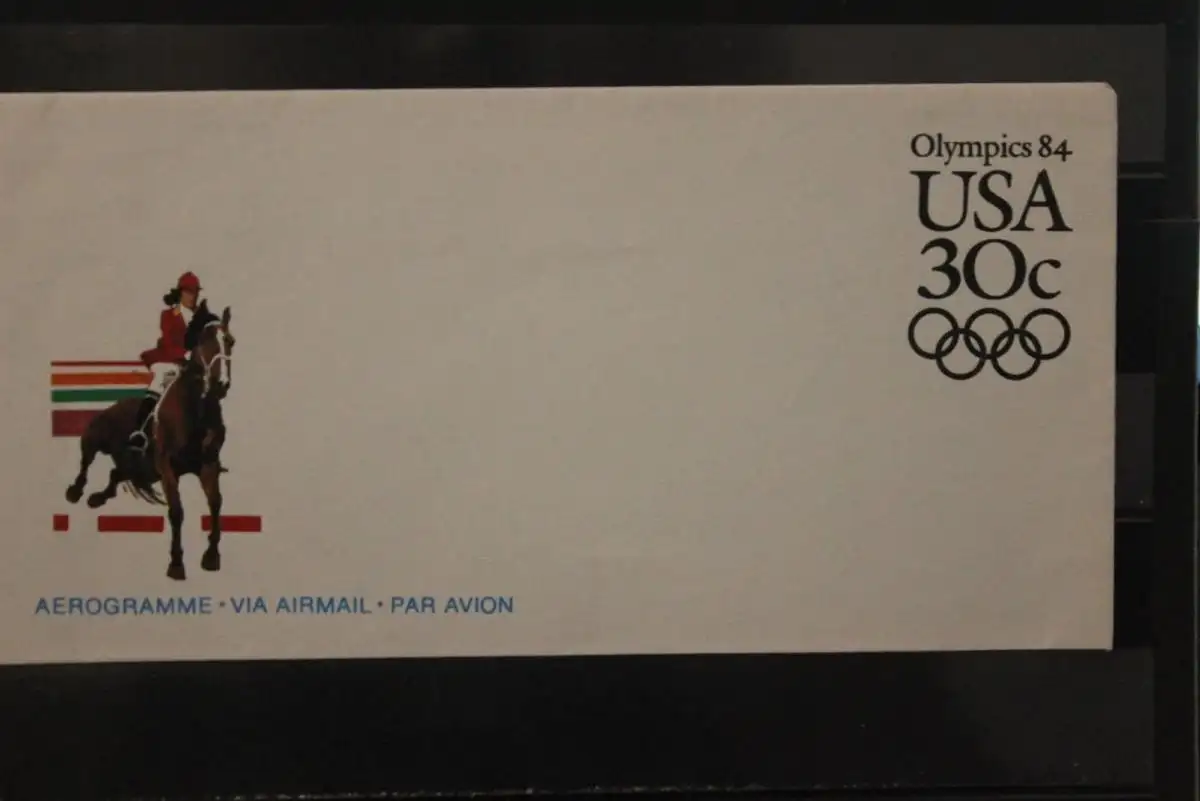 Olympics 84
USA
30c
AEROGRAMME • VIA AIRMAIL • PAR AVION